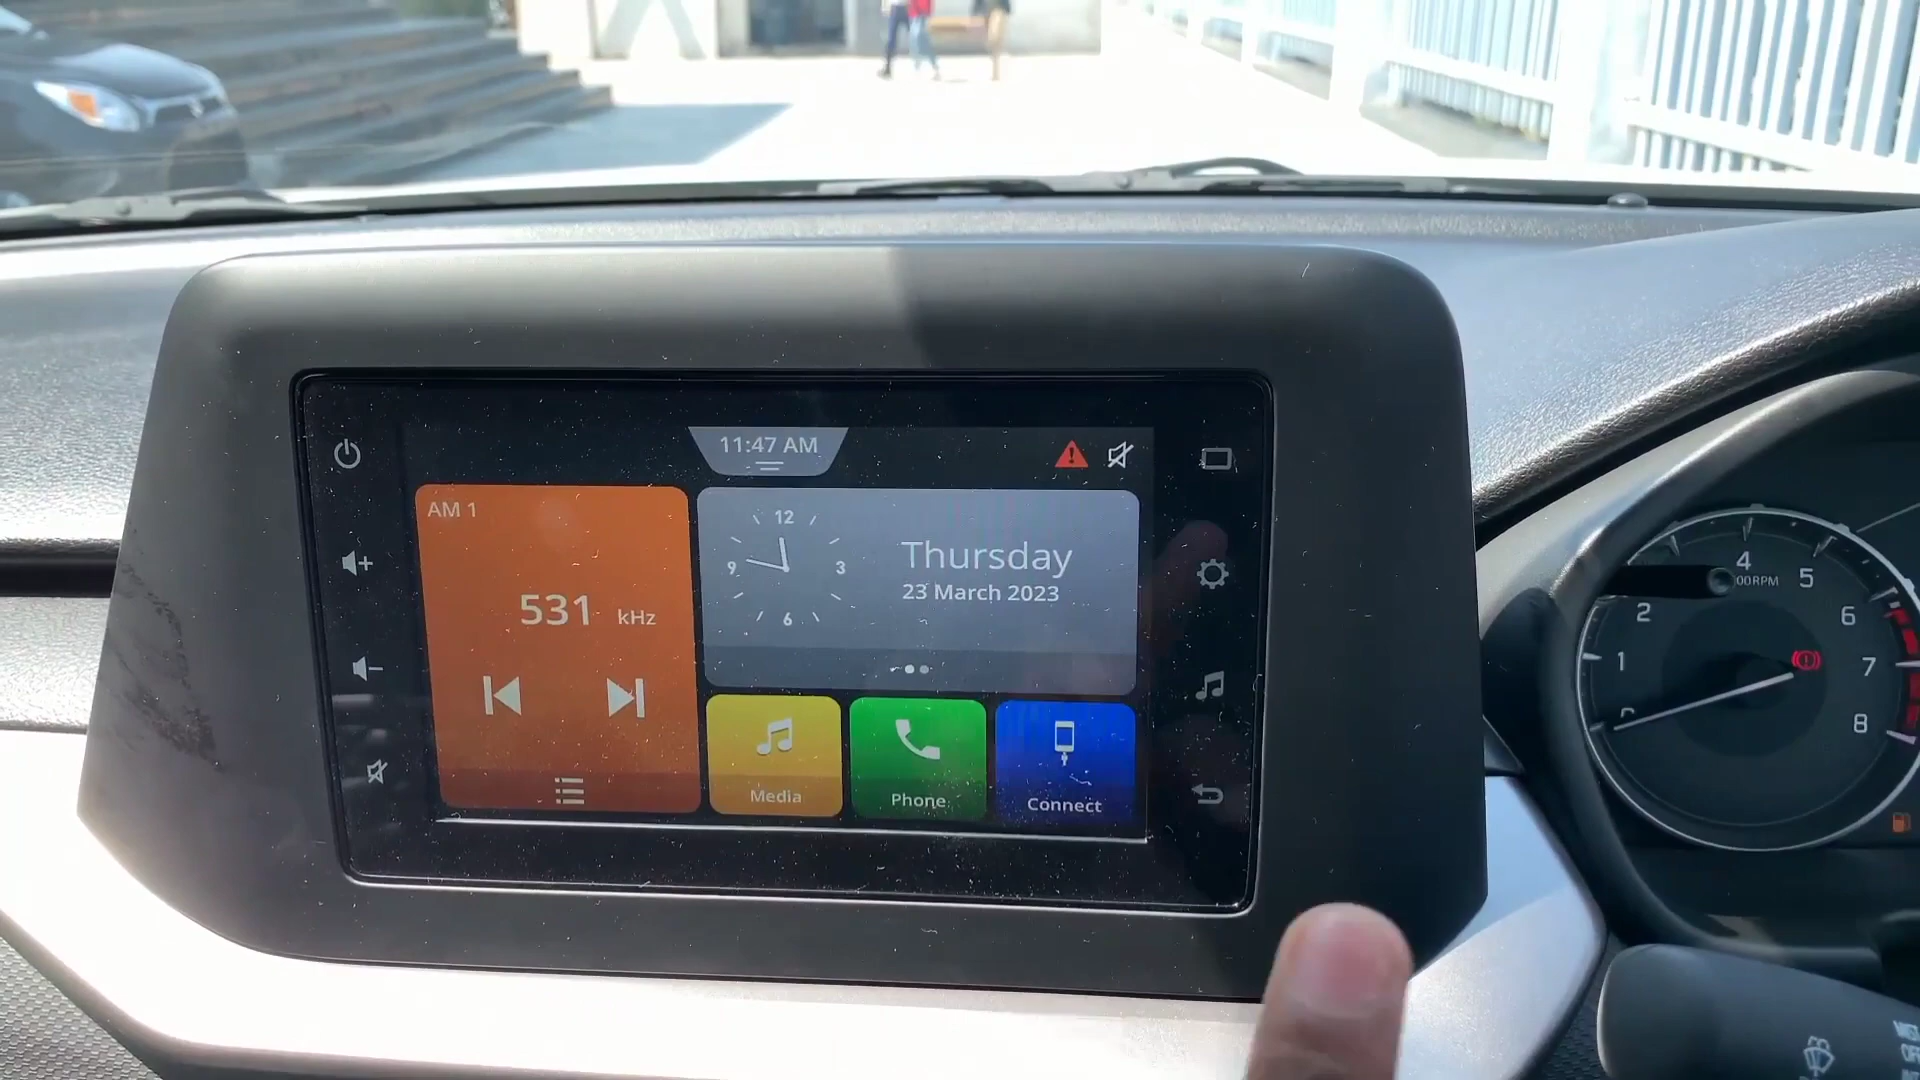 11:47 AM
AM 1
531 kHz
12
9
3
6
Thursday
23 March 2023
Media
Phone
Connect
4
5
2
6
1
7
8
00RPM